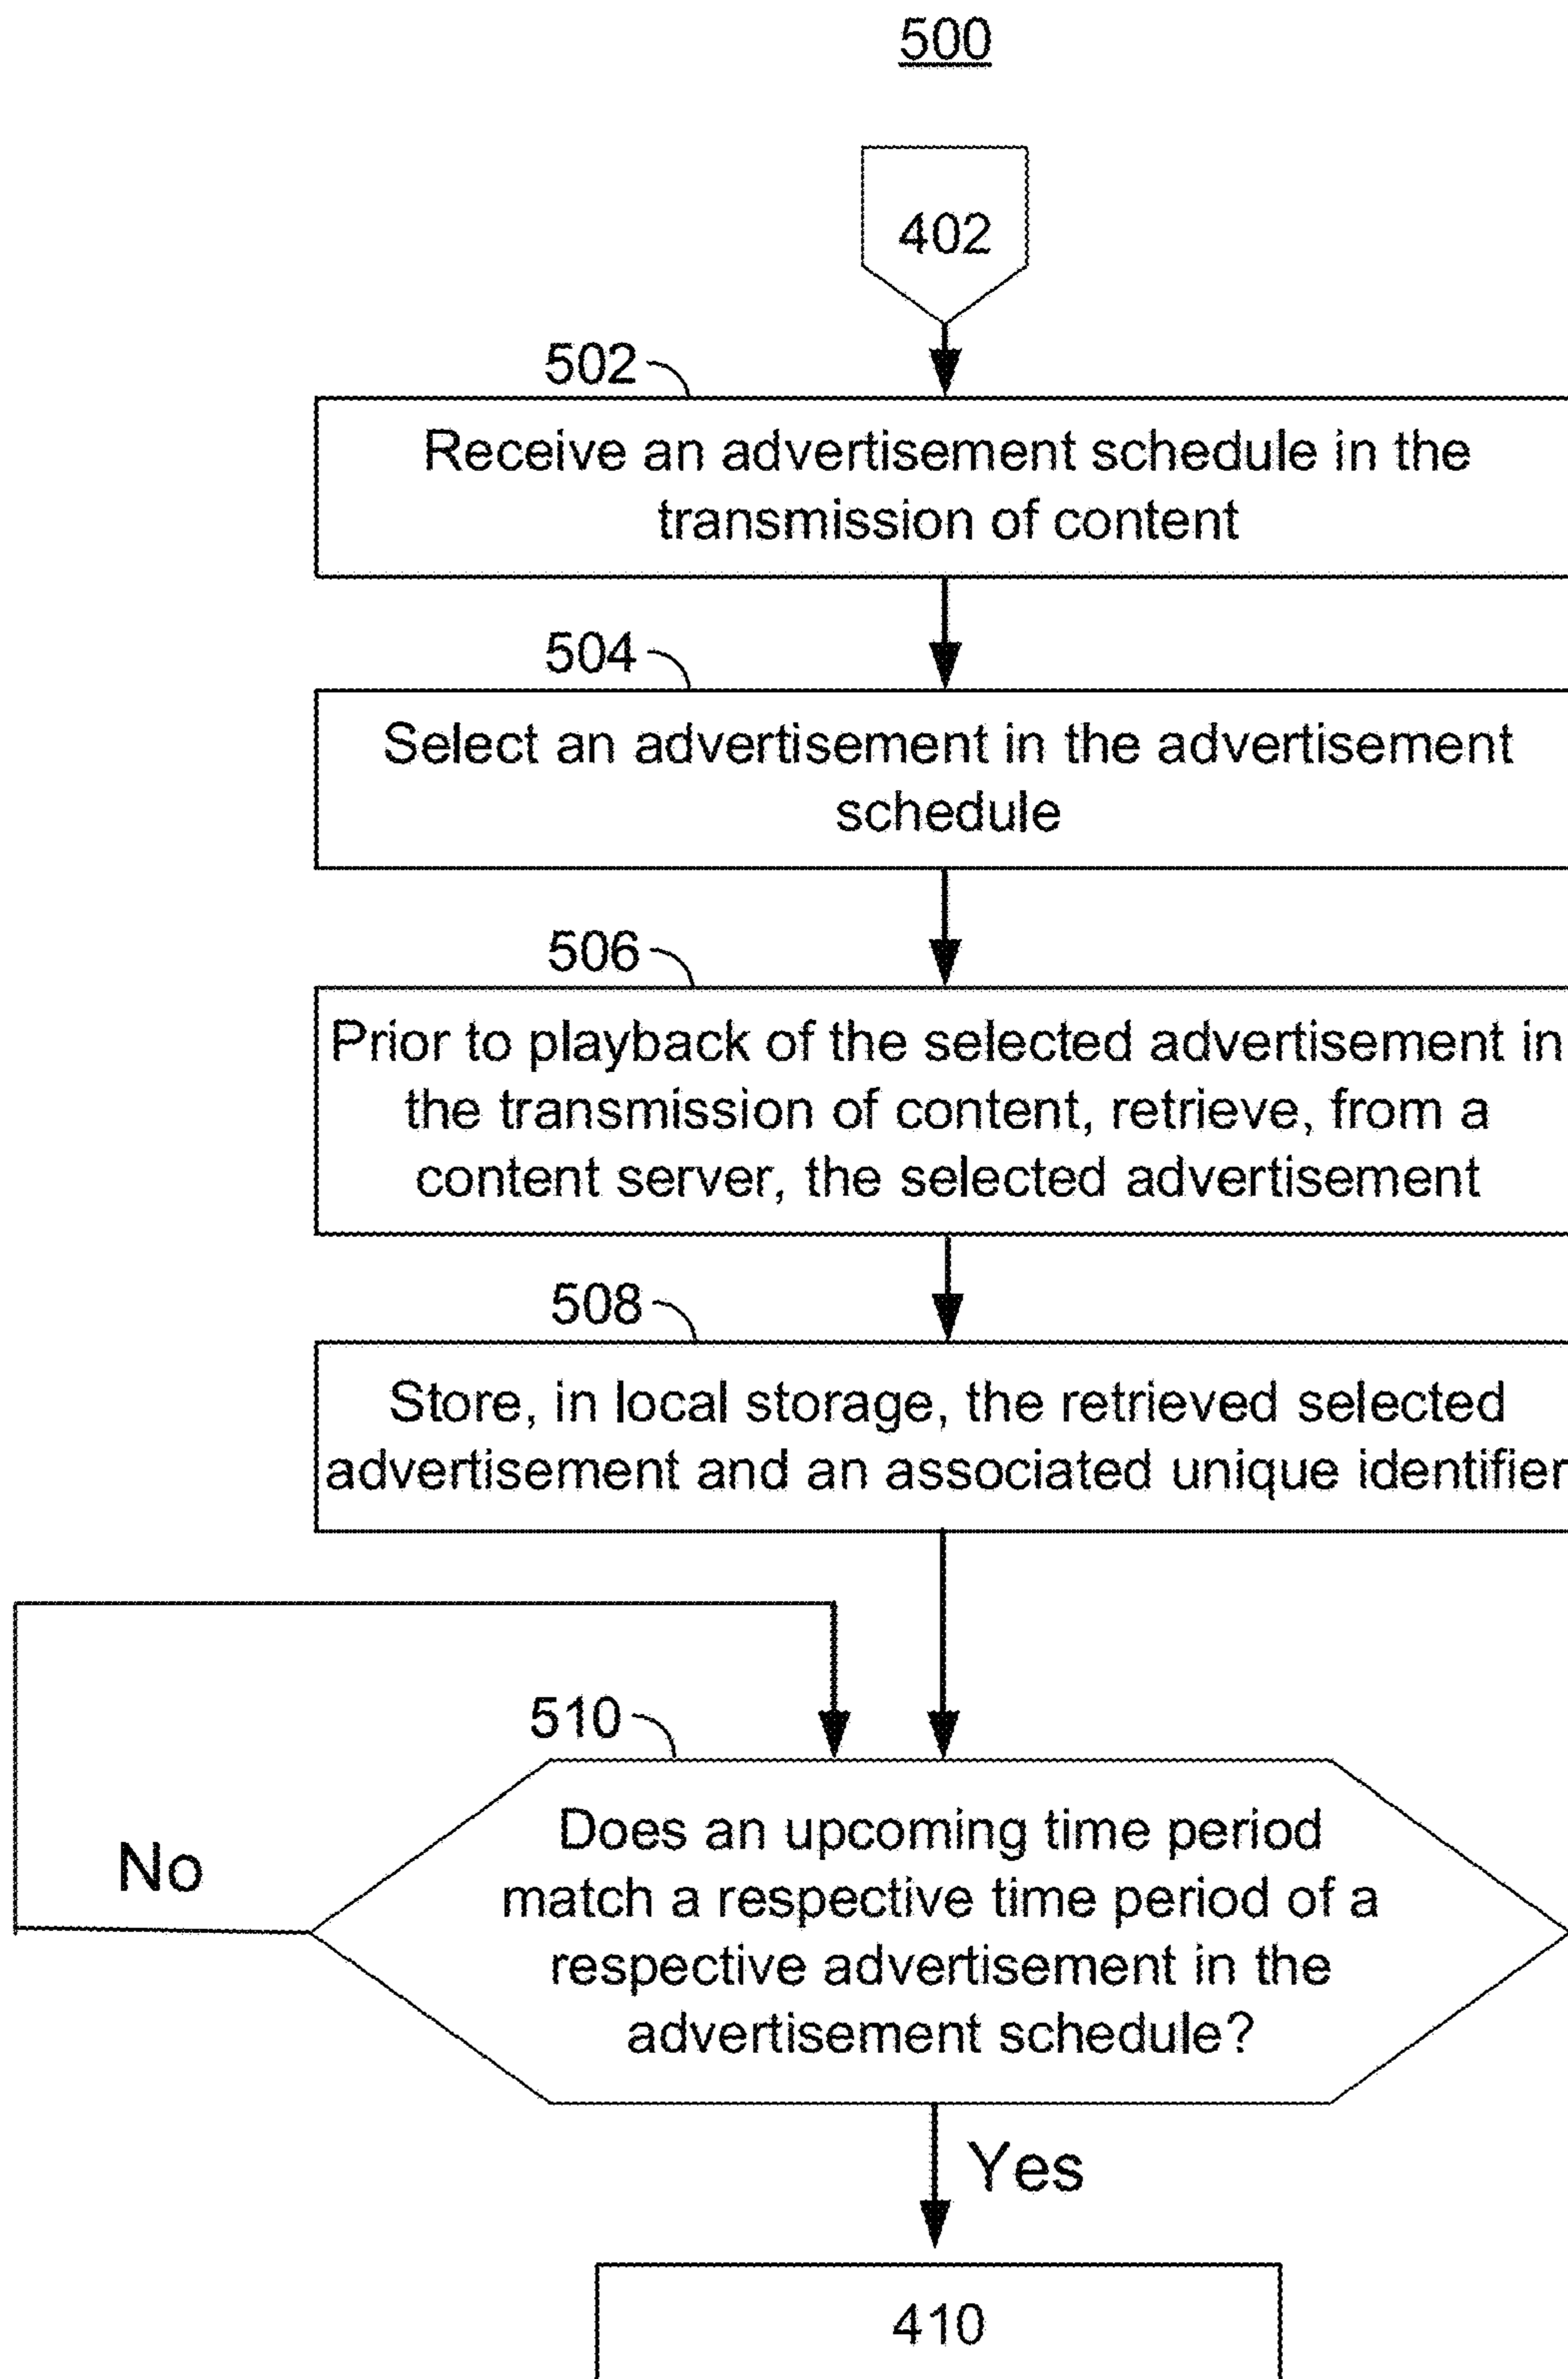 500
402
502
Receive an advertisement schedule in the
transmission of content
504
Select an advertisement in the advertisement
schedule
506
Prior to playback of the selected advertisement in
the transmission of content, retrieve, from a
content server, the selected advertisement
508
Store, in local storage, the retrieved selected
advertisement and an associated unique identifier
510
Does an upcoming time period
match a respective time period of a
respective advertisement in the
advertisement schedule?
No
Yes
410